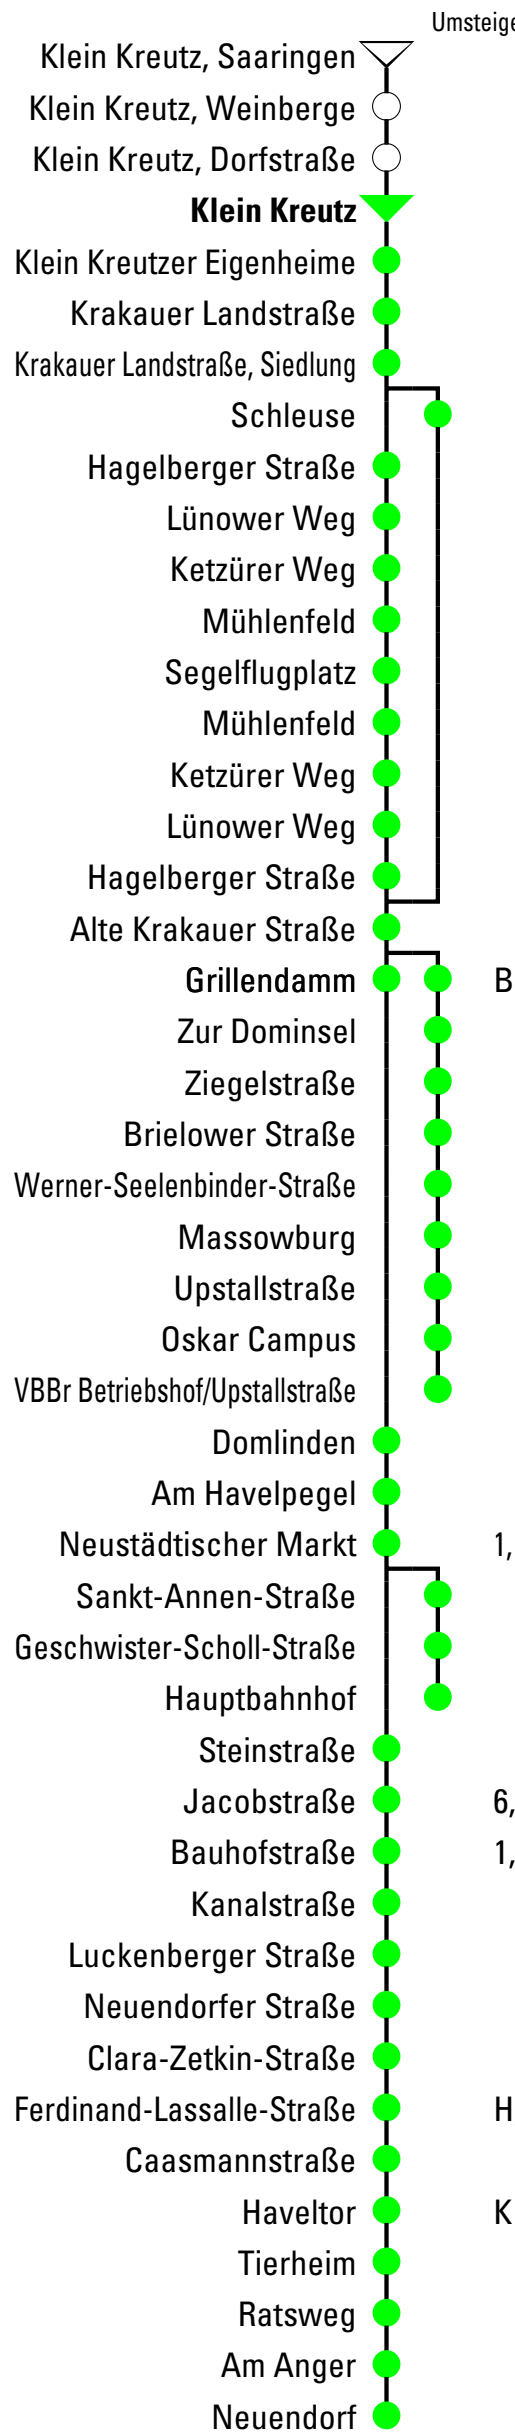 Umsteige
Klein Kreutz, Saaringen
Klein Kreutz, Weinberge
Klein Kreutz, Dorfstraße
Klein Kreutz
Klein Kreutzer Eigenheime
Krakauer Landstraße
Krakauer Landstraße, Siedlung
Schleuse
Hagelberger Straße
Lünower Weg
Ketzürer Weg
Mühlenfeld
Segelflugplatz
Mühlenfeld
Ketzürer Weg
Lünower Weg
Hagelberger Straße
Alte Krakauer Straße
Grillendamm B
Zur Dominsel
Ziegelstraße
Brielower Straße
Werner-Seelenbinder-Straße
Massowburg
Upstallstraße
Oskar Campus
VBBr Betriebshof/Upstallstraße
Domlinden
Am Havelpegel
Neustädtischer Markt 1,
Sankt-Annen-Straße
Geschwister-Scholl-Straße
Hauptbahnhof
Steinstraße
Jacobstraße 6,
Bauhofstraße 1,
Kanalstraße
Luckenberger Straße
Neuendorfer Straße
Clara-Zetkin-Straße
Ferdinand-Lassalle-Straße H
Caasmannstraße
Haveltor K
Tierheim
Ratsweg
Am Anger
Neuendorf